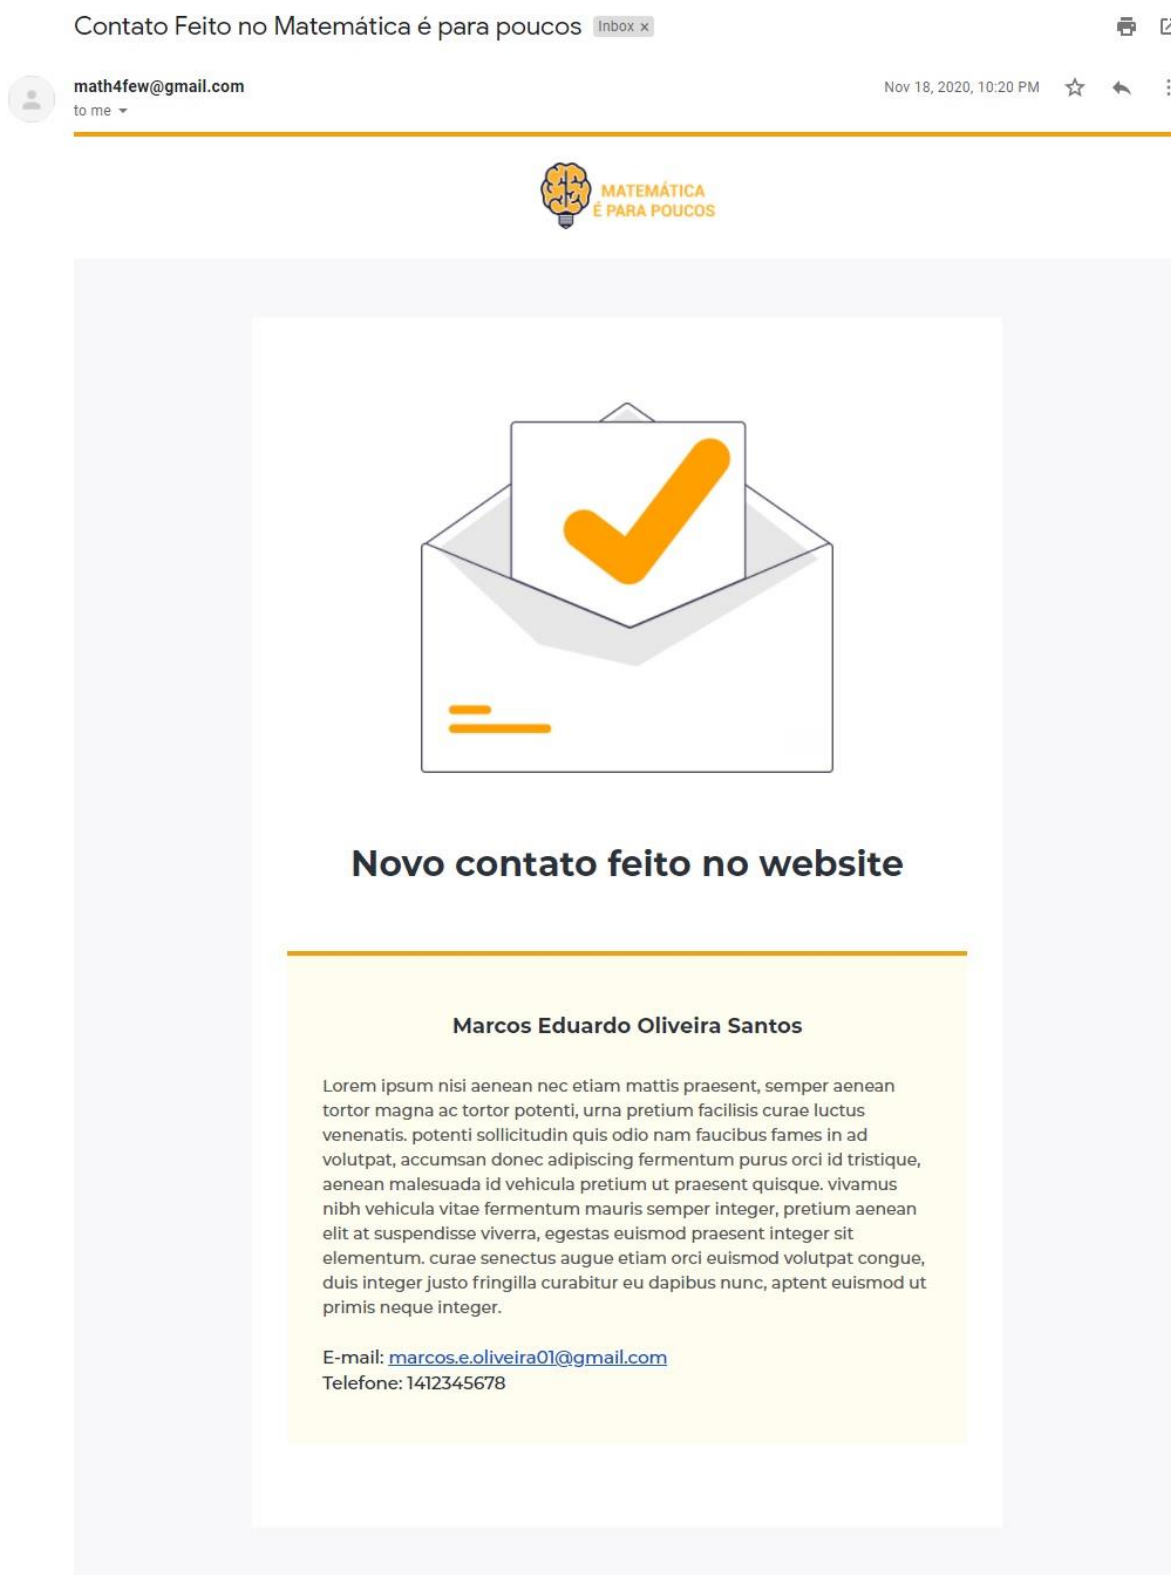 Contato Feito no Matemática é para poucos Inbox x
math4few@gmail.com
Nov 18, 2020, 10:20 PM
to me
MATEMÁTICA
É PARA POUCOS
Novo contato feito no website
Marcos Eduardo Oliveira Santos
Lorem ipsum nisi aenean nec etiam mattis praesent, semper aenean
tortor magna ac tortor potenti, urna pretium facilisis curae luctus
venenatis. potenti sollicitudin quis odio nam faucibus fames in ad
volutpat, accumsan donec adipiscing fermentum purus orci id tristique,
aenean malesuada id vehicula pretium ut praesent quisque. vivamus
nibh vehicula vitae fermentum mauris semper integer, pretium aenean
elit at suspendisse viverra, egestas euismod praesent integer sit
elementum. curae senectus augue etiam orci euismod volutpat congue,
duis integer justo fringilla curabitur eu dapibus nunc, aptent euismod ut
primis neque integer.
E-mail: marcos.e.oliveira01@gmail.com
Telefone: 1412345678